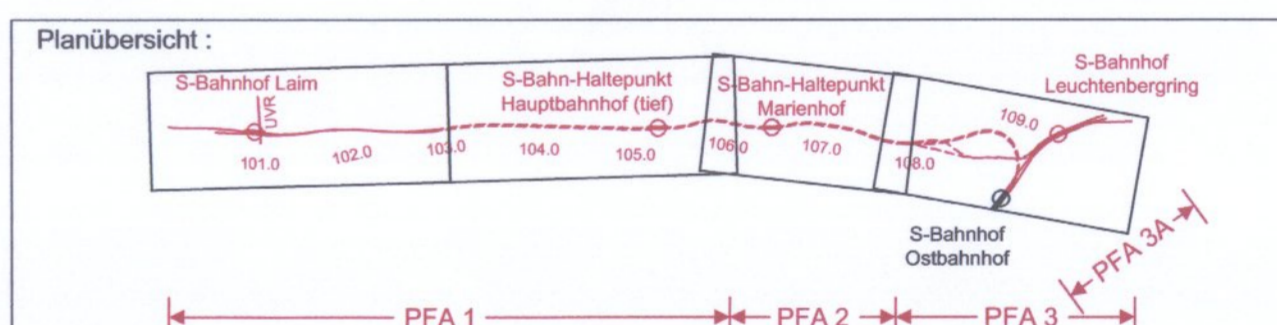 Planübersicht :
S-Bahnhof Laim
UVR
S-Bahn-Haltepunkt
Hauptbahnhof (tief)
S-Bahn-Haltepunkt
Marienhof
S-Bahnhof
Leuchtenbergring
101.0
102.0
103.0
104.0
105.0
106.0
107.0
108.0
109.0
S-Bahnhof
Ostbahnhof
PFA 3A
PFA 1
PFA 2
PFA 3